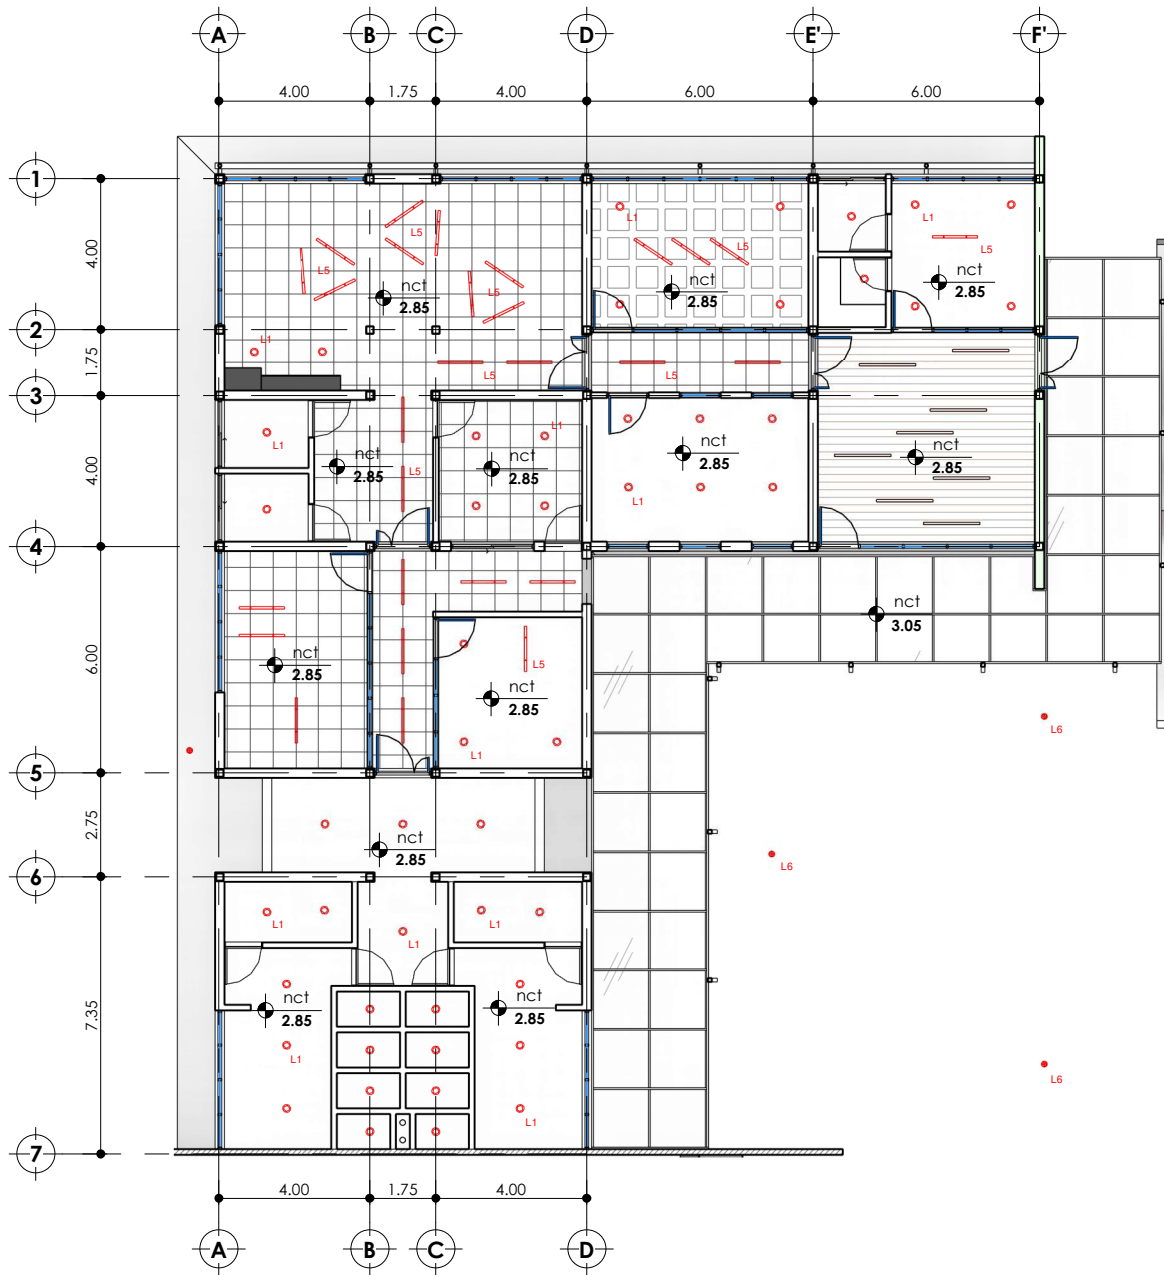 A B C D E' F'
4.00 1.75 4.00 6.00 6.00
1
L1 L1
L5
L5 L5 L5
4.00
L5
nct nct nct
2.85 2.85 2.85
L5
2
L1
1.75
L5 L5
3
L1 L1
nct nct nct nct
2.85 2.85 2.85 2.85
4.00
L5
L1
4
nct
3.05
6.00
nct
2.85
L5
nct
2.85
L6
L1
5
2.75
nct
2.85
L6
6
L1 L1
L1
nct nct
2.85 2.85
7.35
L1
L6
L1
7
4.00 1.75 4.00
A B C D